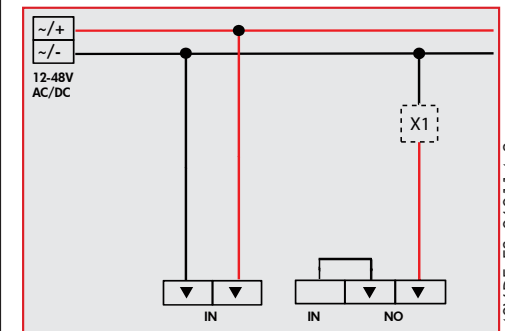 ~/+
~/-
12-48V
AC/DC
X1
IN
IN NO